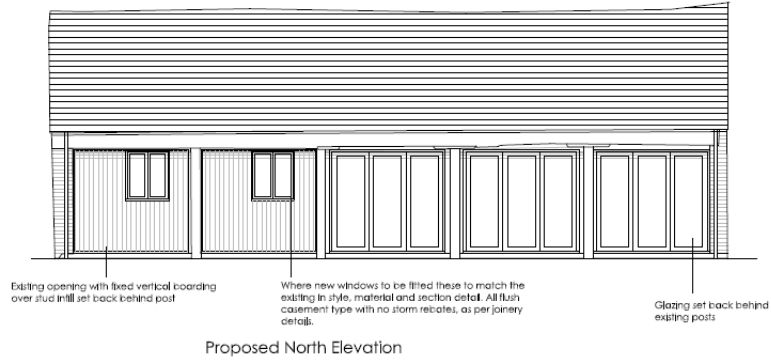 Existing opening with fixed vertical boarding
over stud infill set back behind post
Where new windows to be fitted these to match the
existing in style, material and section detail. All flush
casement type with no storm rebates, as per joinery
details.
Glazing set back behind
existing posts
Proposed North Elevation